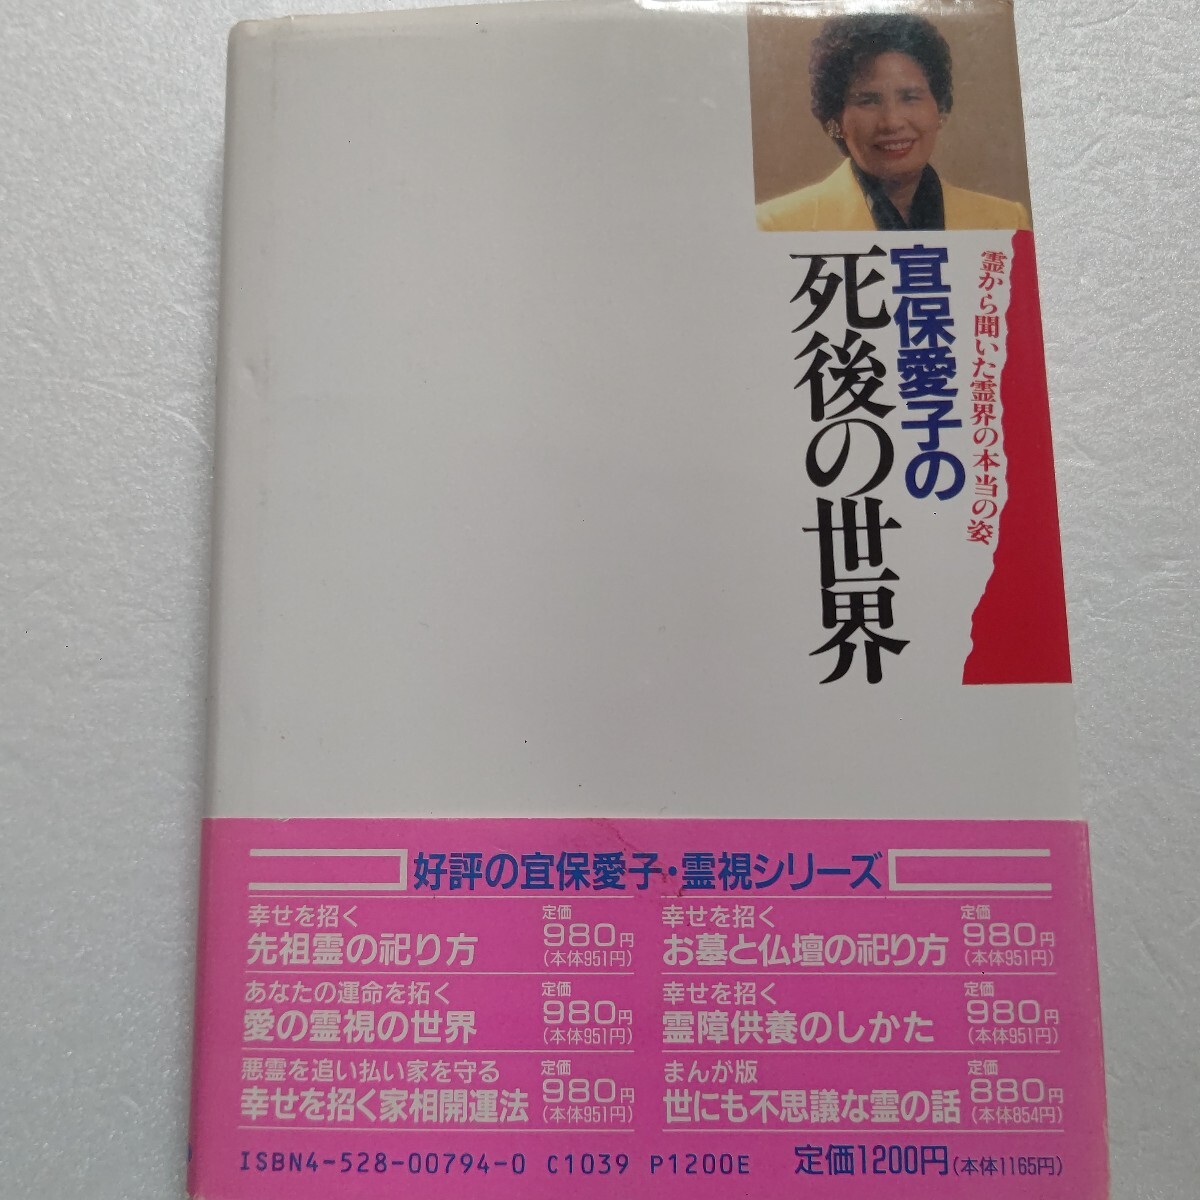 霊から聞いた霊界の本当の姿
宜保愛子の
死後の世界
好評の宜保愛子・霊視シリーズ
幸せを招く
先祖霊の祀り方
定価
980円
(本体951円)
あなたの運命を拓く
愛の霊視の世界
定価
980円
(本体951円)
悪霊を追い払い家を守る
幸せを招く家相開運法
定価
980円
(本体951円)
幸せを招く
お墓と仏壇の祀り方
定価
980円
(本体951円)
幸せを招く
霊障供養のしかた
定価
980円
(本体951円)
まんが版
世にも不思議な霊の話
定価
880円
(本体854円)
ISBN4-528-00794-0 C1039 P1200E
定価1200円(本体1165円)